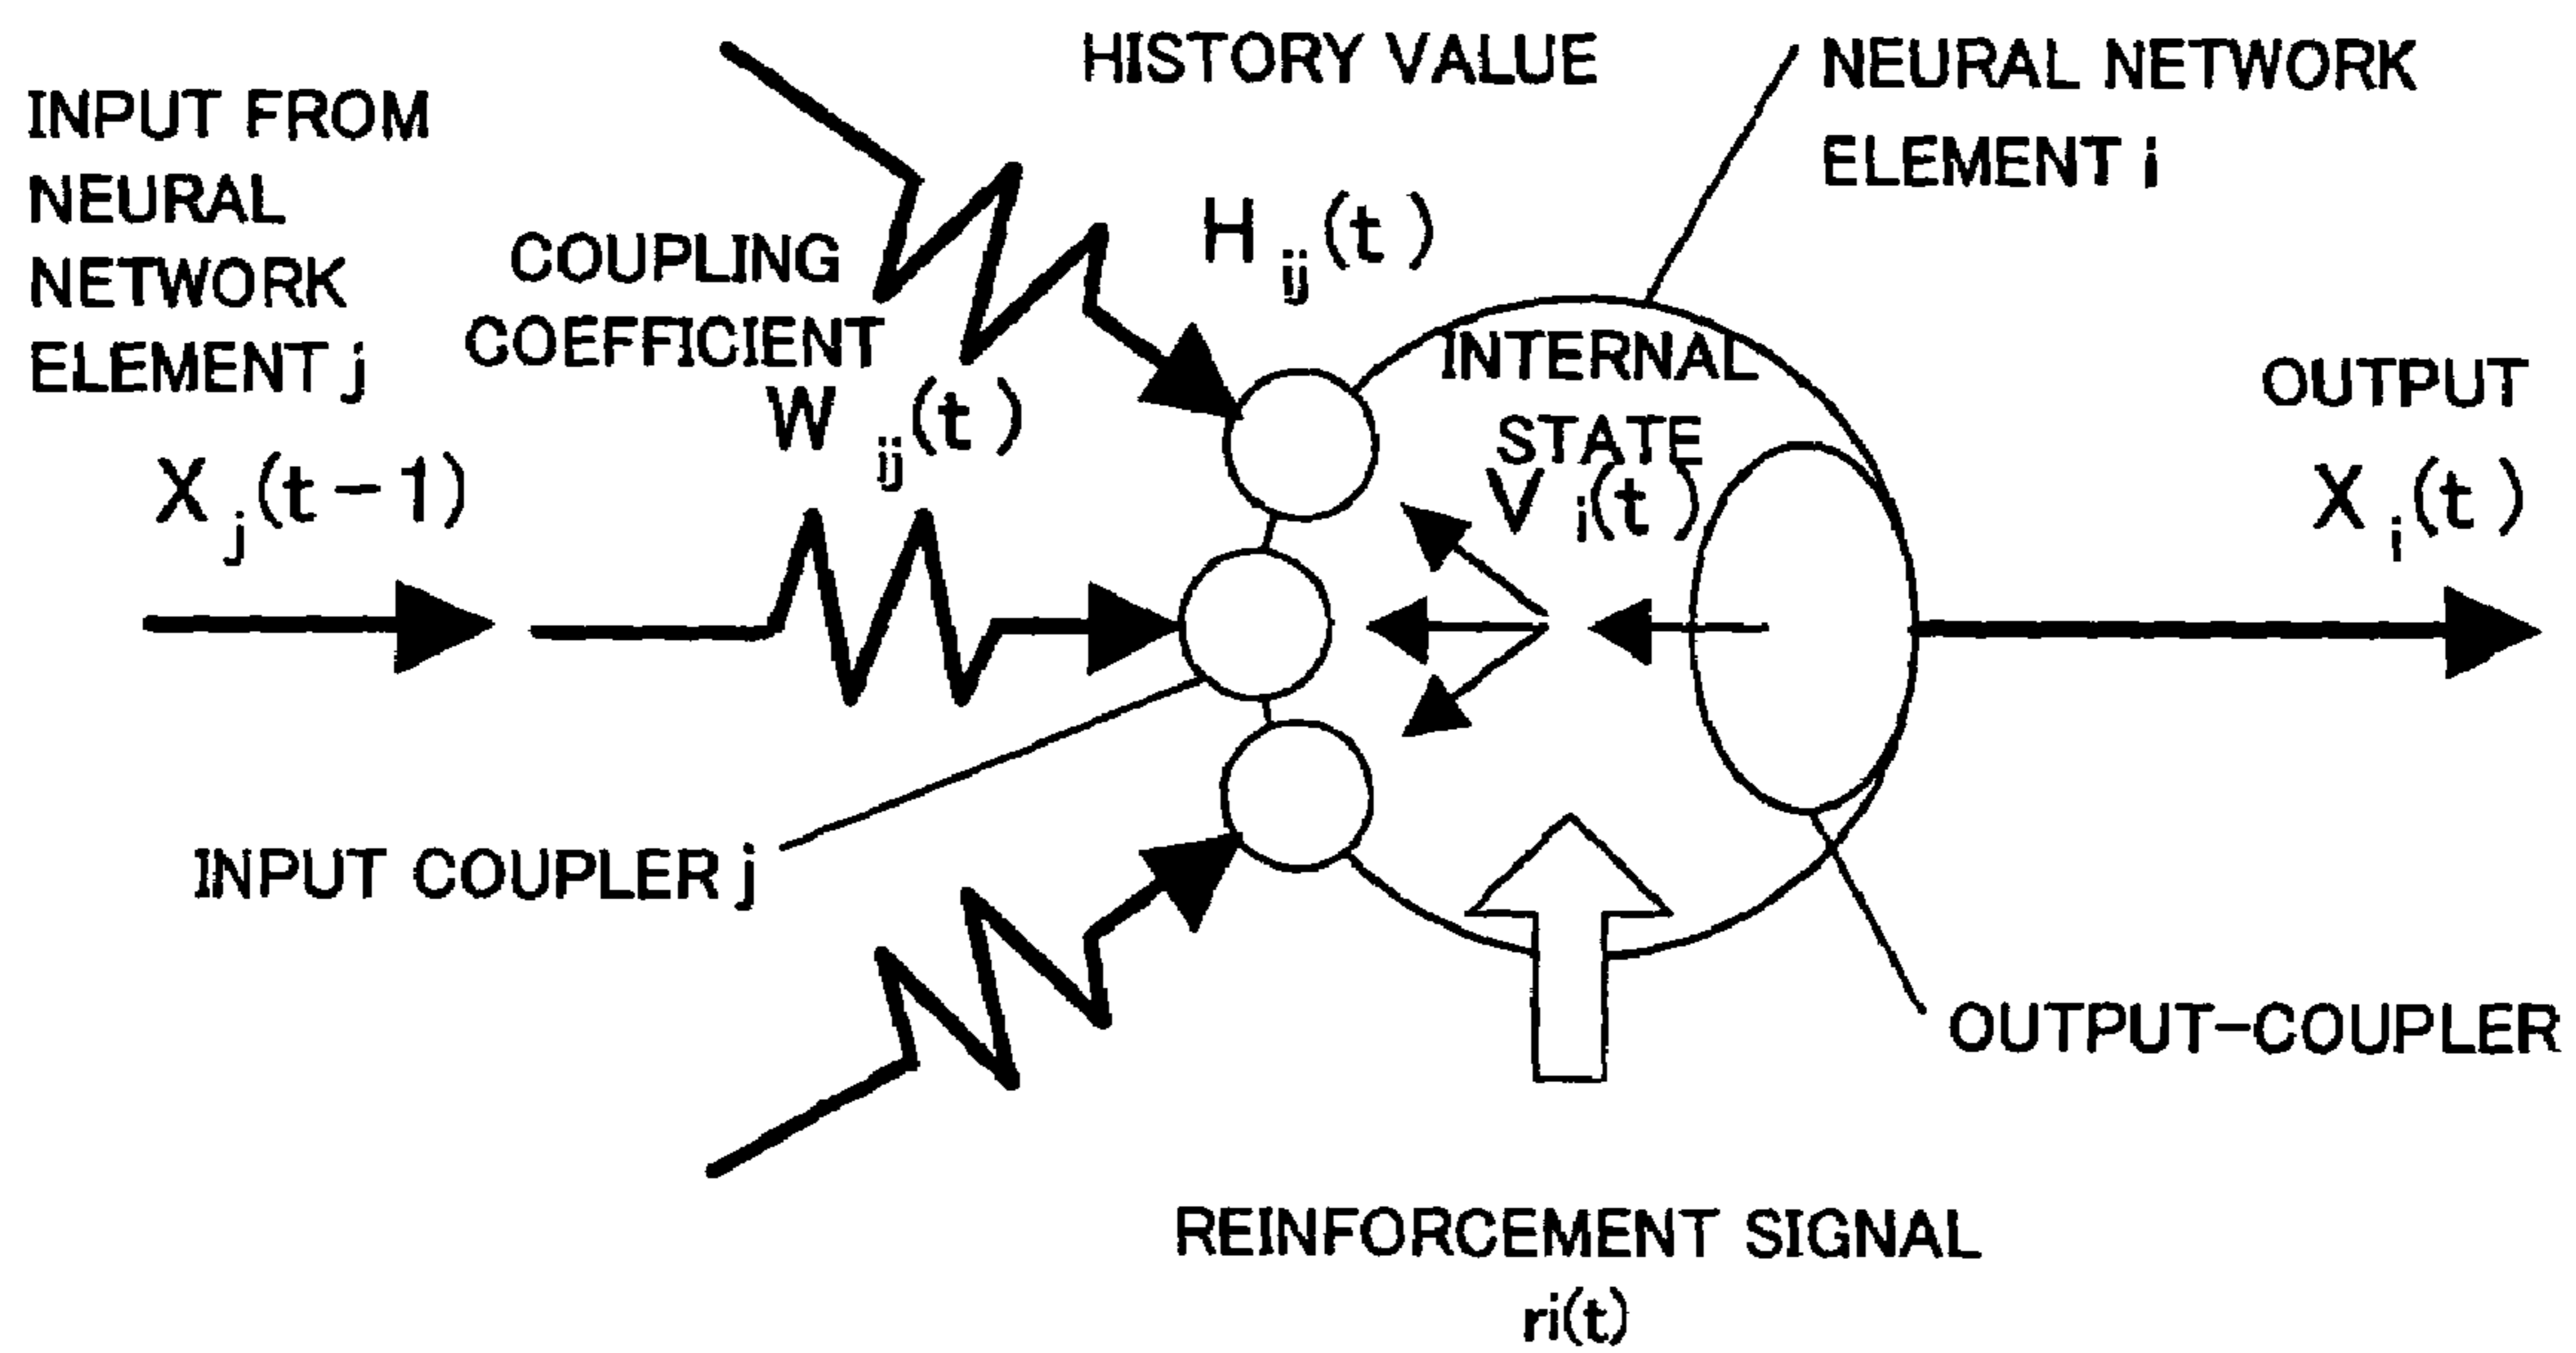 INPUT FROM
NEURAL
NETWORK
ELEMENT j
X j (t-1)
COUPLING
COEFFICIENT
W ij (t)
HISTORY VALUE
H ij (t)
NEURAL NETWORK
ELEMENT i
INTERNAL
STATE
V i (t)
OUTPUT
X i (t)
INPUT COUPLER j
OUTPUT-COUPLER
REINFORCEMENT SIGNAL
ri(t)